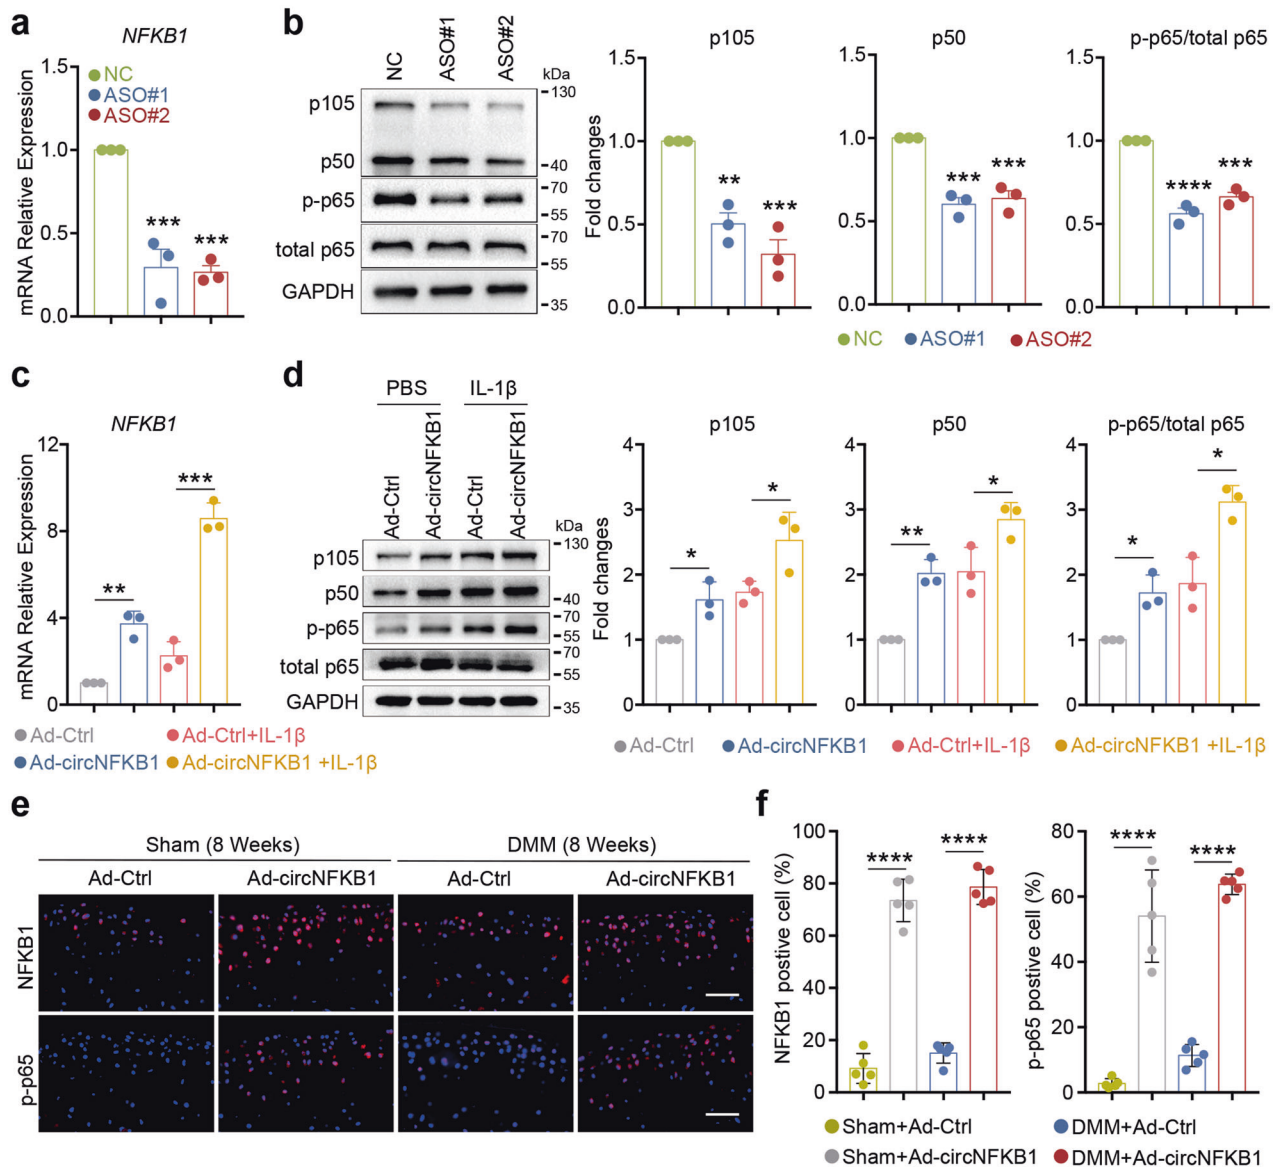 a
NFKB1
mRNA Relative Expression
1.5
1.0
0.5
0.0
NC
ASO#1
ASO#2
***
***
b
NC
ASO#1
ASO#2
kDa
p105
130
p50
40
p-p65
70
55
total p65
70
55
GAPDH
35
Fold changes
p105
1.5
1.0
0.5
0.0
**
***
p50
1.5
1.0
0.5
0.0
***
***
p-p65/total p65
1.5
1.0
0.5
0.0
****
***
NC ASO#1 ASO#2
c
NFKB1
mRNA Relative Expression
12
8
4
0
**
***
Ad-Ctrl Ad-Ctrl+IL-1β
Ad-circNFKB1 Ad-circNFKB1 +IL-1β
d
PBS IL-1β
Ad-Ctrl
Ad-circNFKB1
Ad-Ctrl
Ad-circNFKB1
kDa
p105
130
p50
40
p-p65
70
55
total p65
70
55
GAPDH
35
Fold changes
p105
4
3
2
1
0
*
*
p50
4
3
2
1
0
**
*
p-p65/total p65
4
3
2
1
0
*
*
Ad-Ctrl Ad-circNFKB1 Ad-Ctrl+IL-1β Ad-circNFKB1 +IL-1β
e
Sham (8 Weeks) DMM (8 Weeks)
Ad-Ctrl Ad-circNFKB1 Ad-Ctrl Ad-circNFKB1
NFKB1
p-p65
f
NFKB1 postive cell (%)
100
80
60
40
20
0
****
****
p-p65 postive cell (%)
80
60
40
20
0
****
****
Sham+Ad-Ctrl DMM+Ad-Ctrl
Sham+Ad-circNFKB1 DMM+Ad-circNFKB1